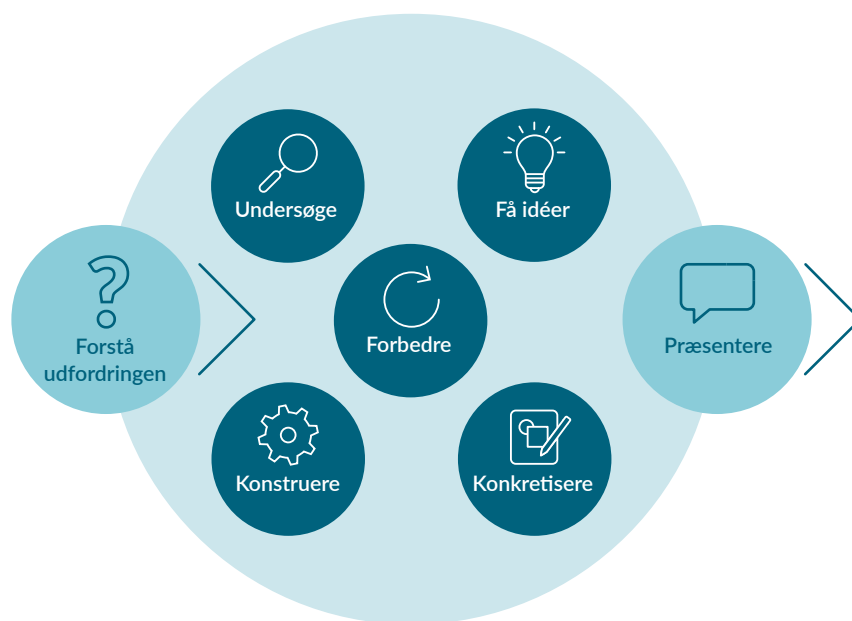 Undersøge
Få idéer
Forstå
udfordringen
Forbedre
Præsentere
Konstruere
Konkretisere